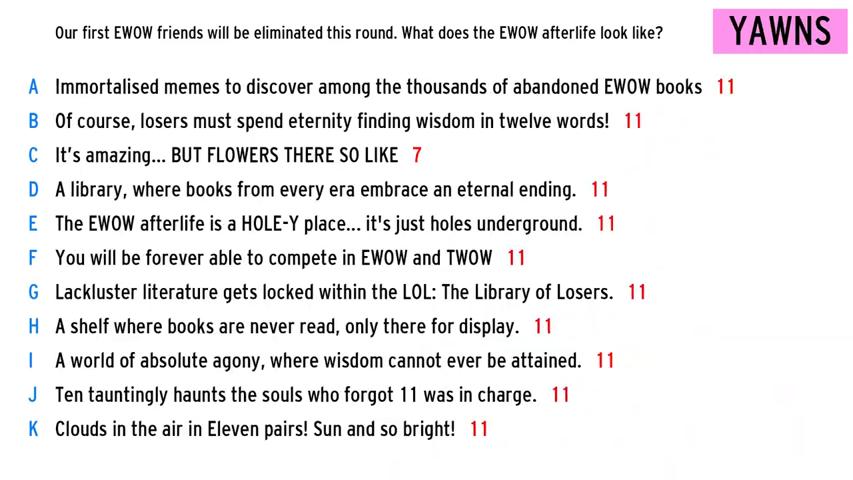 Our first EWOW friends will be eliminated this round. What does the EWOW afterlife look like? YAWNS
A Immortalised memes to discover among the thousands of abandoned EWOW books 11
B Of course, losers must spend eternity finding wisdom in twelve words! 11
C It's amazing... BUT FLOWERS THERE SO LIKE 7
D A library, where books from every era embrace an eternal ending. 11
E The EWOW afterlife is a HOLE-Y place... it's just holes underground. 11
F You will be forever able to compete in EWOW and TWOW 11
G Lackluster literature gets locked within the LOL: The Library of Losers. 11
H A shelf where books are never read, only there for display. 11
I A world of absolute agony, where wisdom cannot ever be attained. 11
J Ten tauntingly haunts the souls who forgot 11 was in charge. 11
K Clouds in the air in Eleven pairs! Sun and so bright! 11